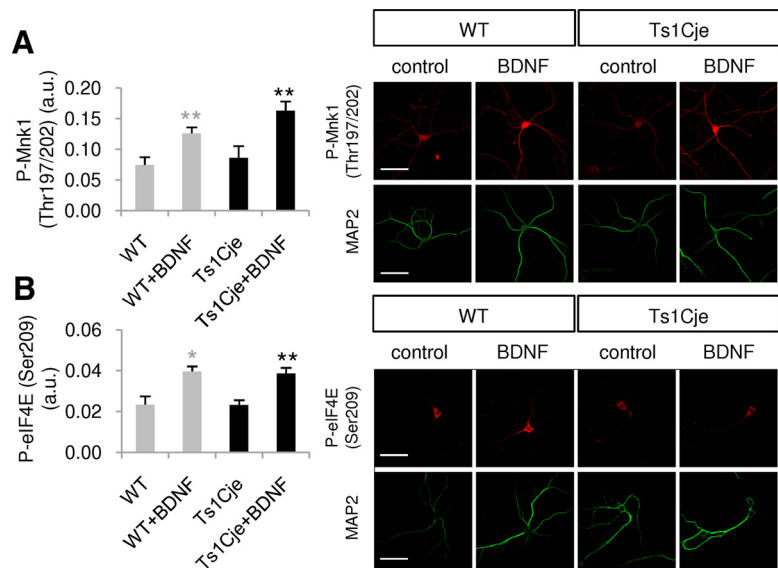 A
P-Mnk1
(Thr197/202) (a.u.)
0.20
0.15
0.10
0.05
0.00
**
**
WT
WT+BDNF
Ts1Cje
Ts1Cje+BDNF
WT
Ts1Cje
control
BDNF
control
BDNF
P-Mnk1
(Thr197/202)
MAP2
B
P-eIF4E (Ser209)
(a.u.)
0.06
0.04
0.02
0.00
*
**
WT
WT+BDNF
Ts1Cje
Ts1Cje+BDNF
WT
Ts1Cje
control
BDNF
control
BDNF
P-eIF4E
(Ser209)
MAP2